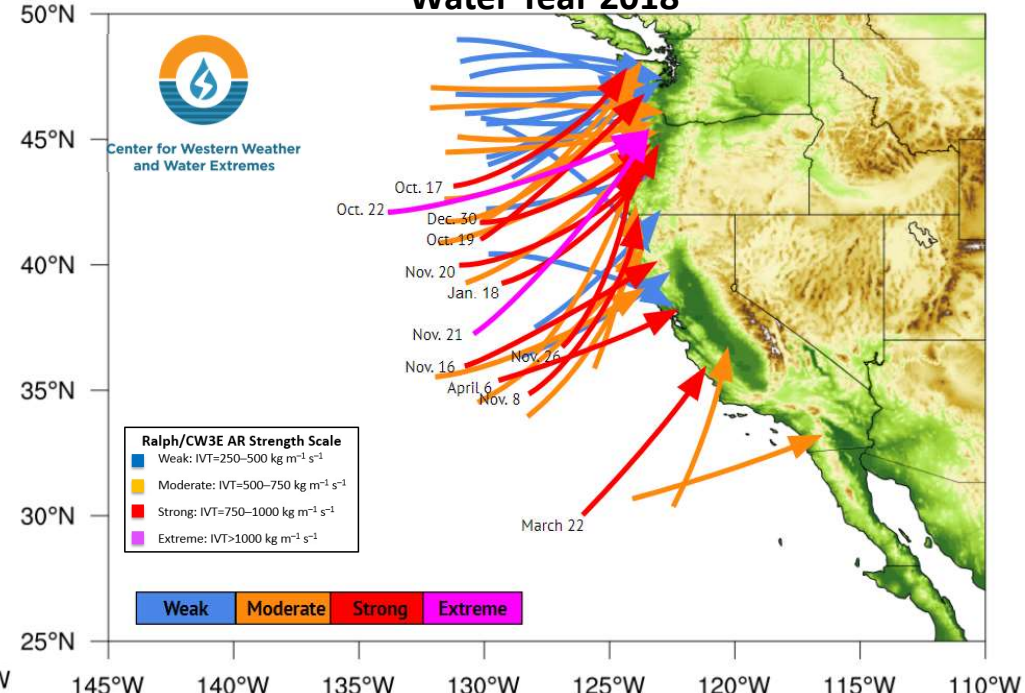 Water Year 2018
50°N
45°N
40°N
35°N
30°N
25°N
Center for Western Weather
and Water Extremes
Oct. 17
Oct. 22
Dec. 30
Oct. 19
Nov. 20
Jan. 18
Nov. 21
Nov. 26
Nov. 16
April 6
Nov. 8
March 22
Ralph/CW3E AR Strength Scale
Weak: IVT=250–500 kg m⁻¹ s⁻¹
Moderate: IVT=500–750 kg m⁻¹ s⁻¹
Strong: IVT=750–1000 kg m⁻¹ s⁻¹
Extreme: IVT>1000 kg m⁻¹ s⁻¹
Weak Moderate Strong Extreme
W 145°W 140°W 135°W 130°W 125°W 120°W 115°W 110°W